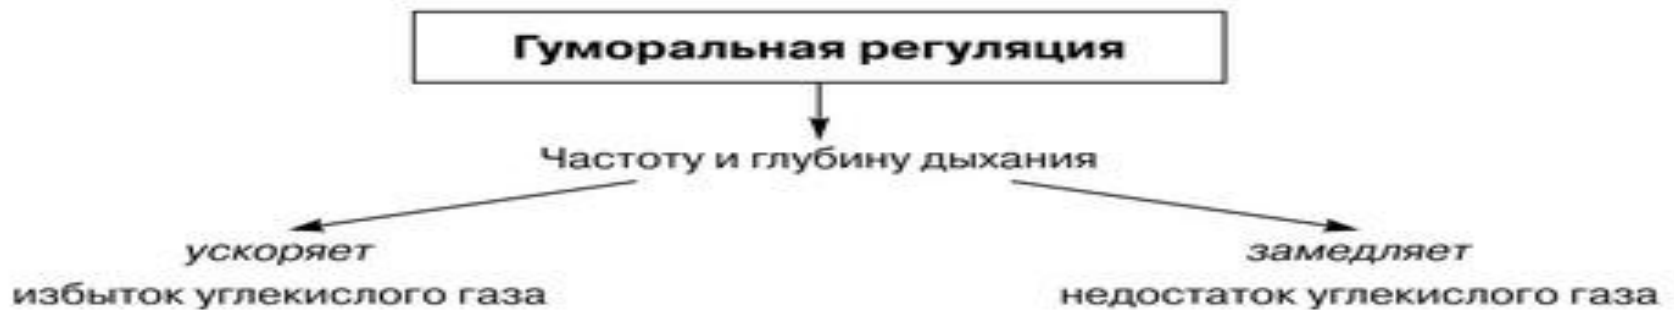 Гуморальная регуляция
Частоту и глубину дыхания
ускоряет
замедляет
избыток углекислого газа
недостаток углекислого газа